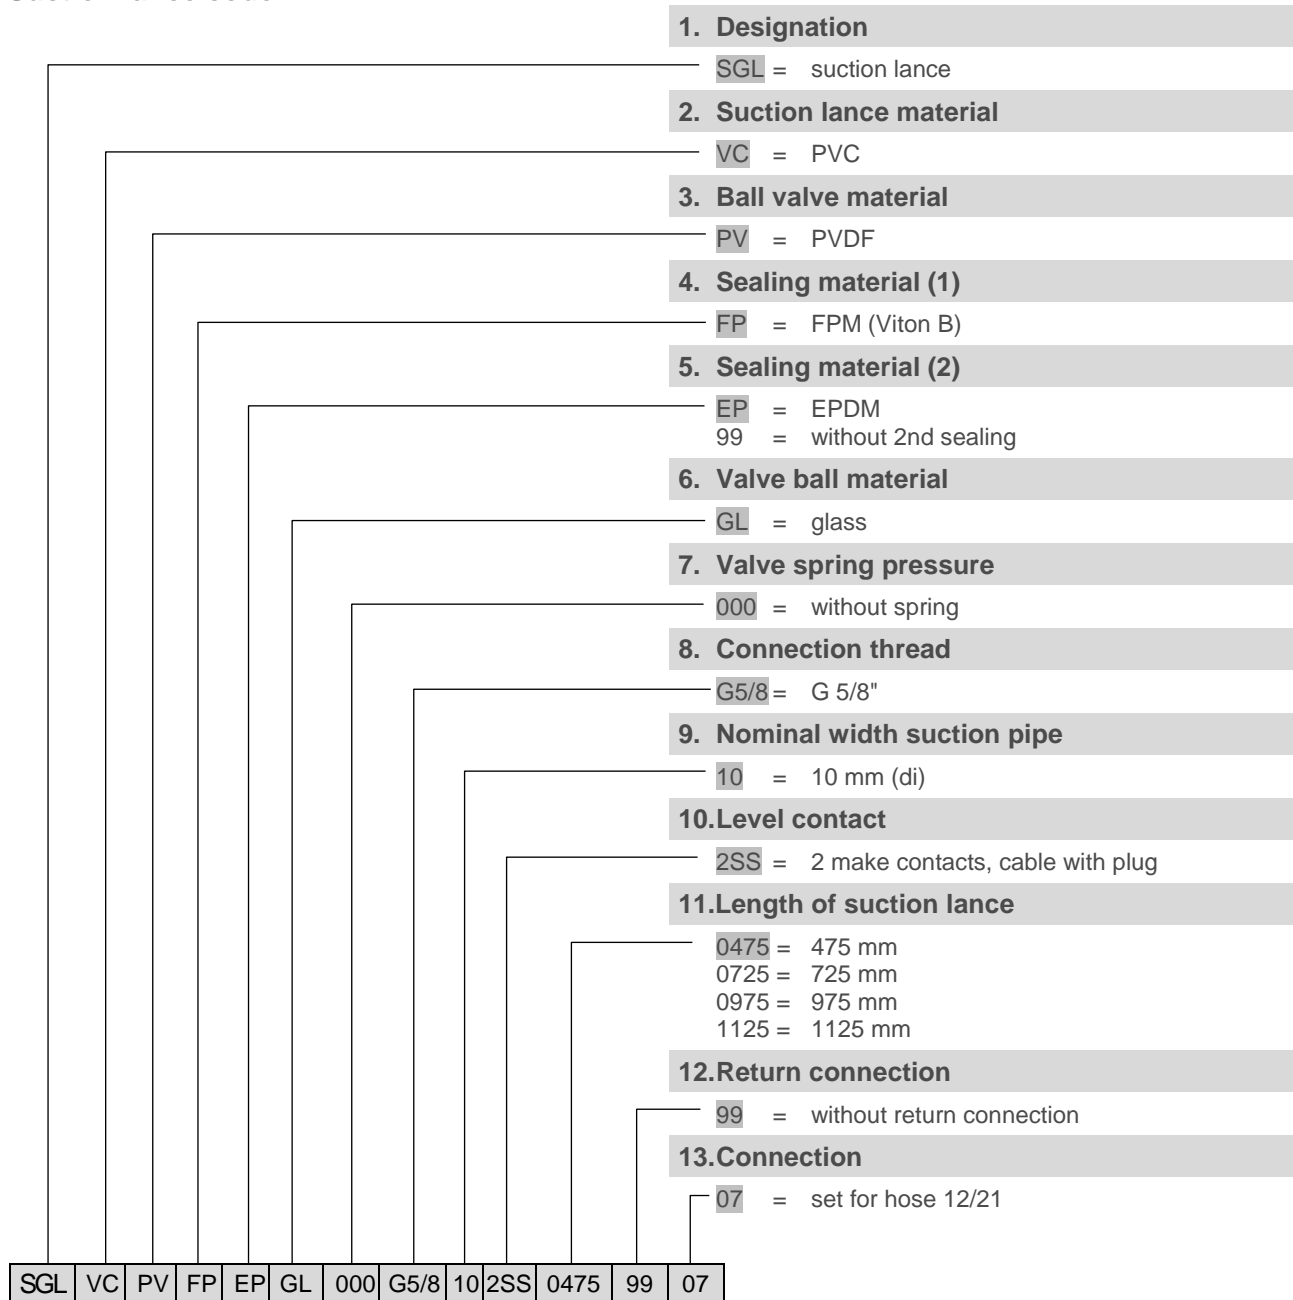 1. Designation
SGL = suction lance
2. Suction lance material
VC = PVC
3. Ball valve material
PV = PVDF
4. Sealing material (1)
FP = FPM (Viton B)
5. Sealing material (2)
EP = EPDM
99 = without 2nd sealing
6. Valve ball material
GL = glass
7. Valve spring pressure
000 = without spring
8. Connection thread
G5/8 = G 5/8"
9. Nominal width suction pipe
10 = 10 mm (di)
10.Level contact
2SS = 2 make contacts, cable with plug
11.Length of suction lance
0475 = 475 mm
0725 = 725 mm
0975 = 975 mm
1125 = 1125 mm
12.Return connection
99 = without return connection
13.Connection
07 = set for hose 12/21
SGL VC PV FP EP GL 000 G5/8 10 2SS 0475 99 07